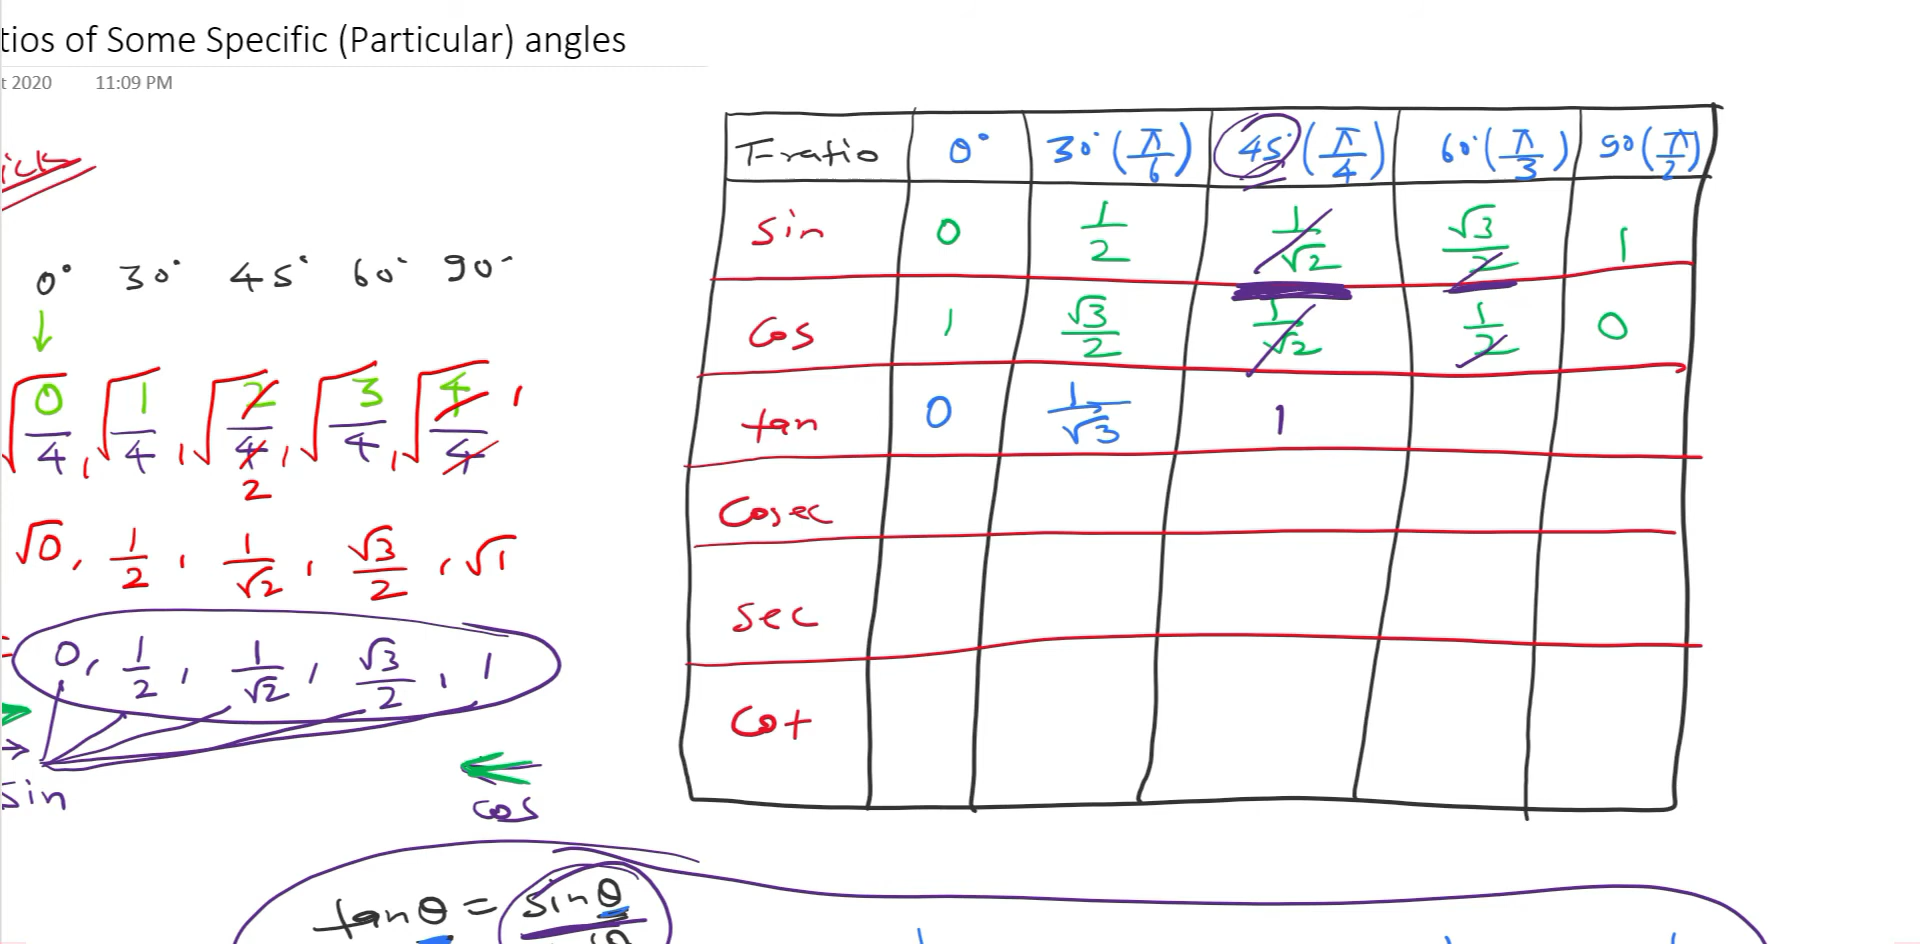 tios of Some Specific (Particular) angles
t 2020 11:09 PM
ick
0° 30° 45° 60° 90°
√(0/4), √(1/4), √(2/4), √(3/4), √(4/4),
2
√0, 1/2, 1/√2, √3/2, √1
0, 1/2, 1/√2, √3/2, 1
sin
cos
tanθ = sinθ
T-ratio 0° 30° (π/6) 45° (π/4) 60° (π/3) 90 (π/2)
sin 0 1/2 1/√2 √3/2 1
cos 1 √3/2 1/√2 1/2 0
tan 0 1/√3 1
Cosec
sec
Cot